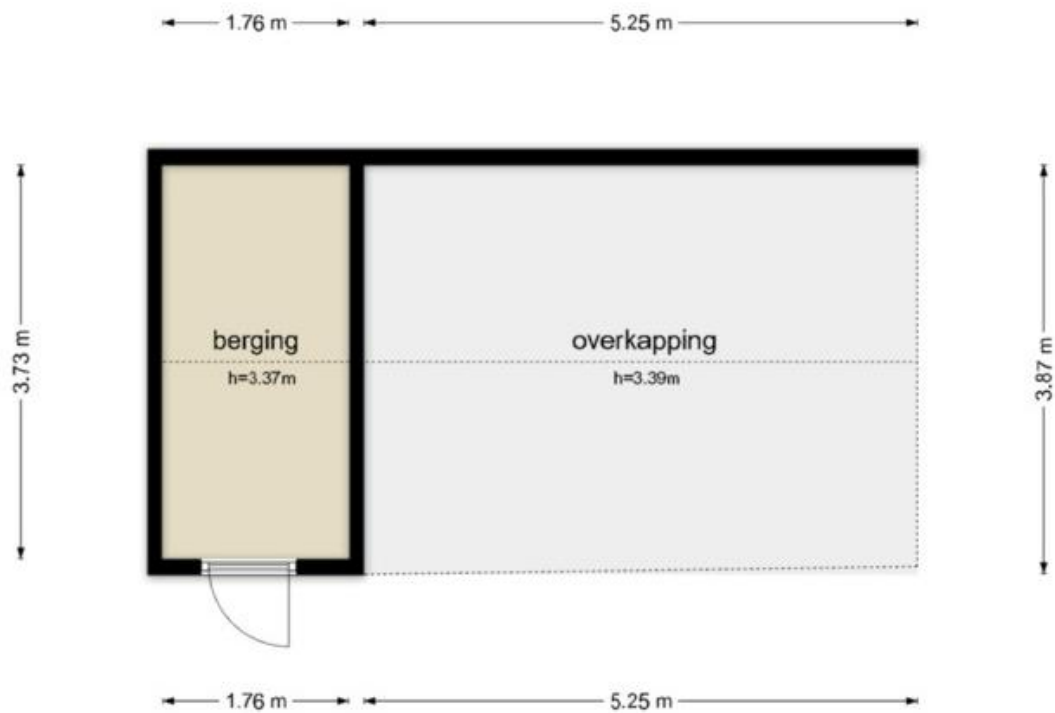 1.76 m
5.25 m
3.73 m
berging
h=3.37m
overkapping
h=3.39m
3.87 m
1.76 m
5.25 m